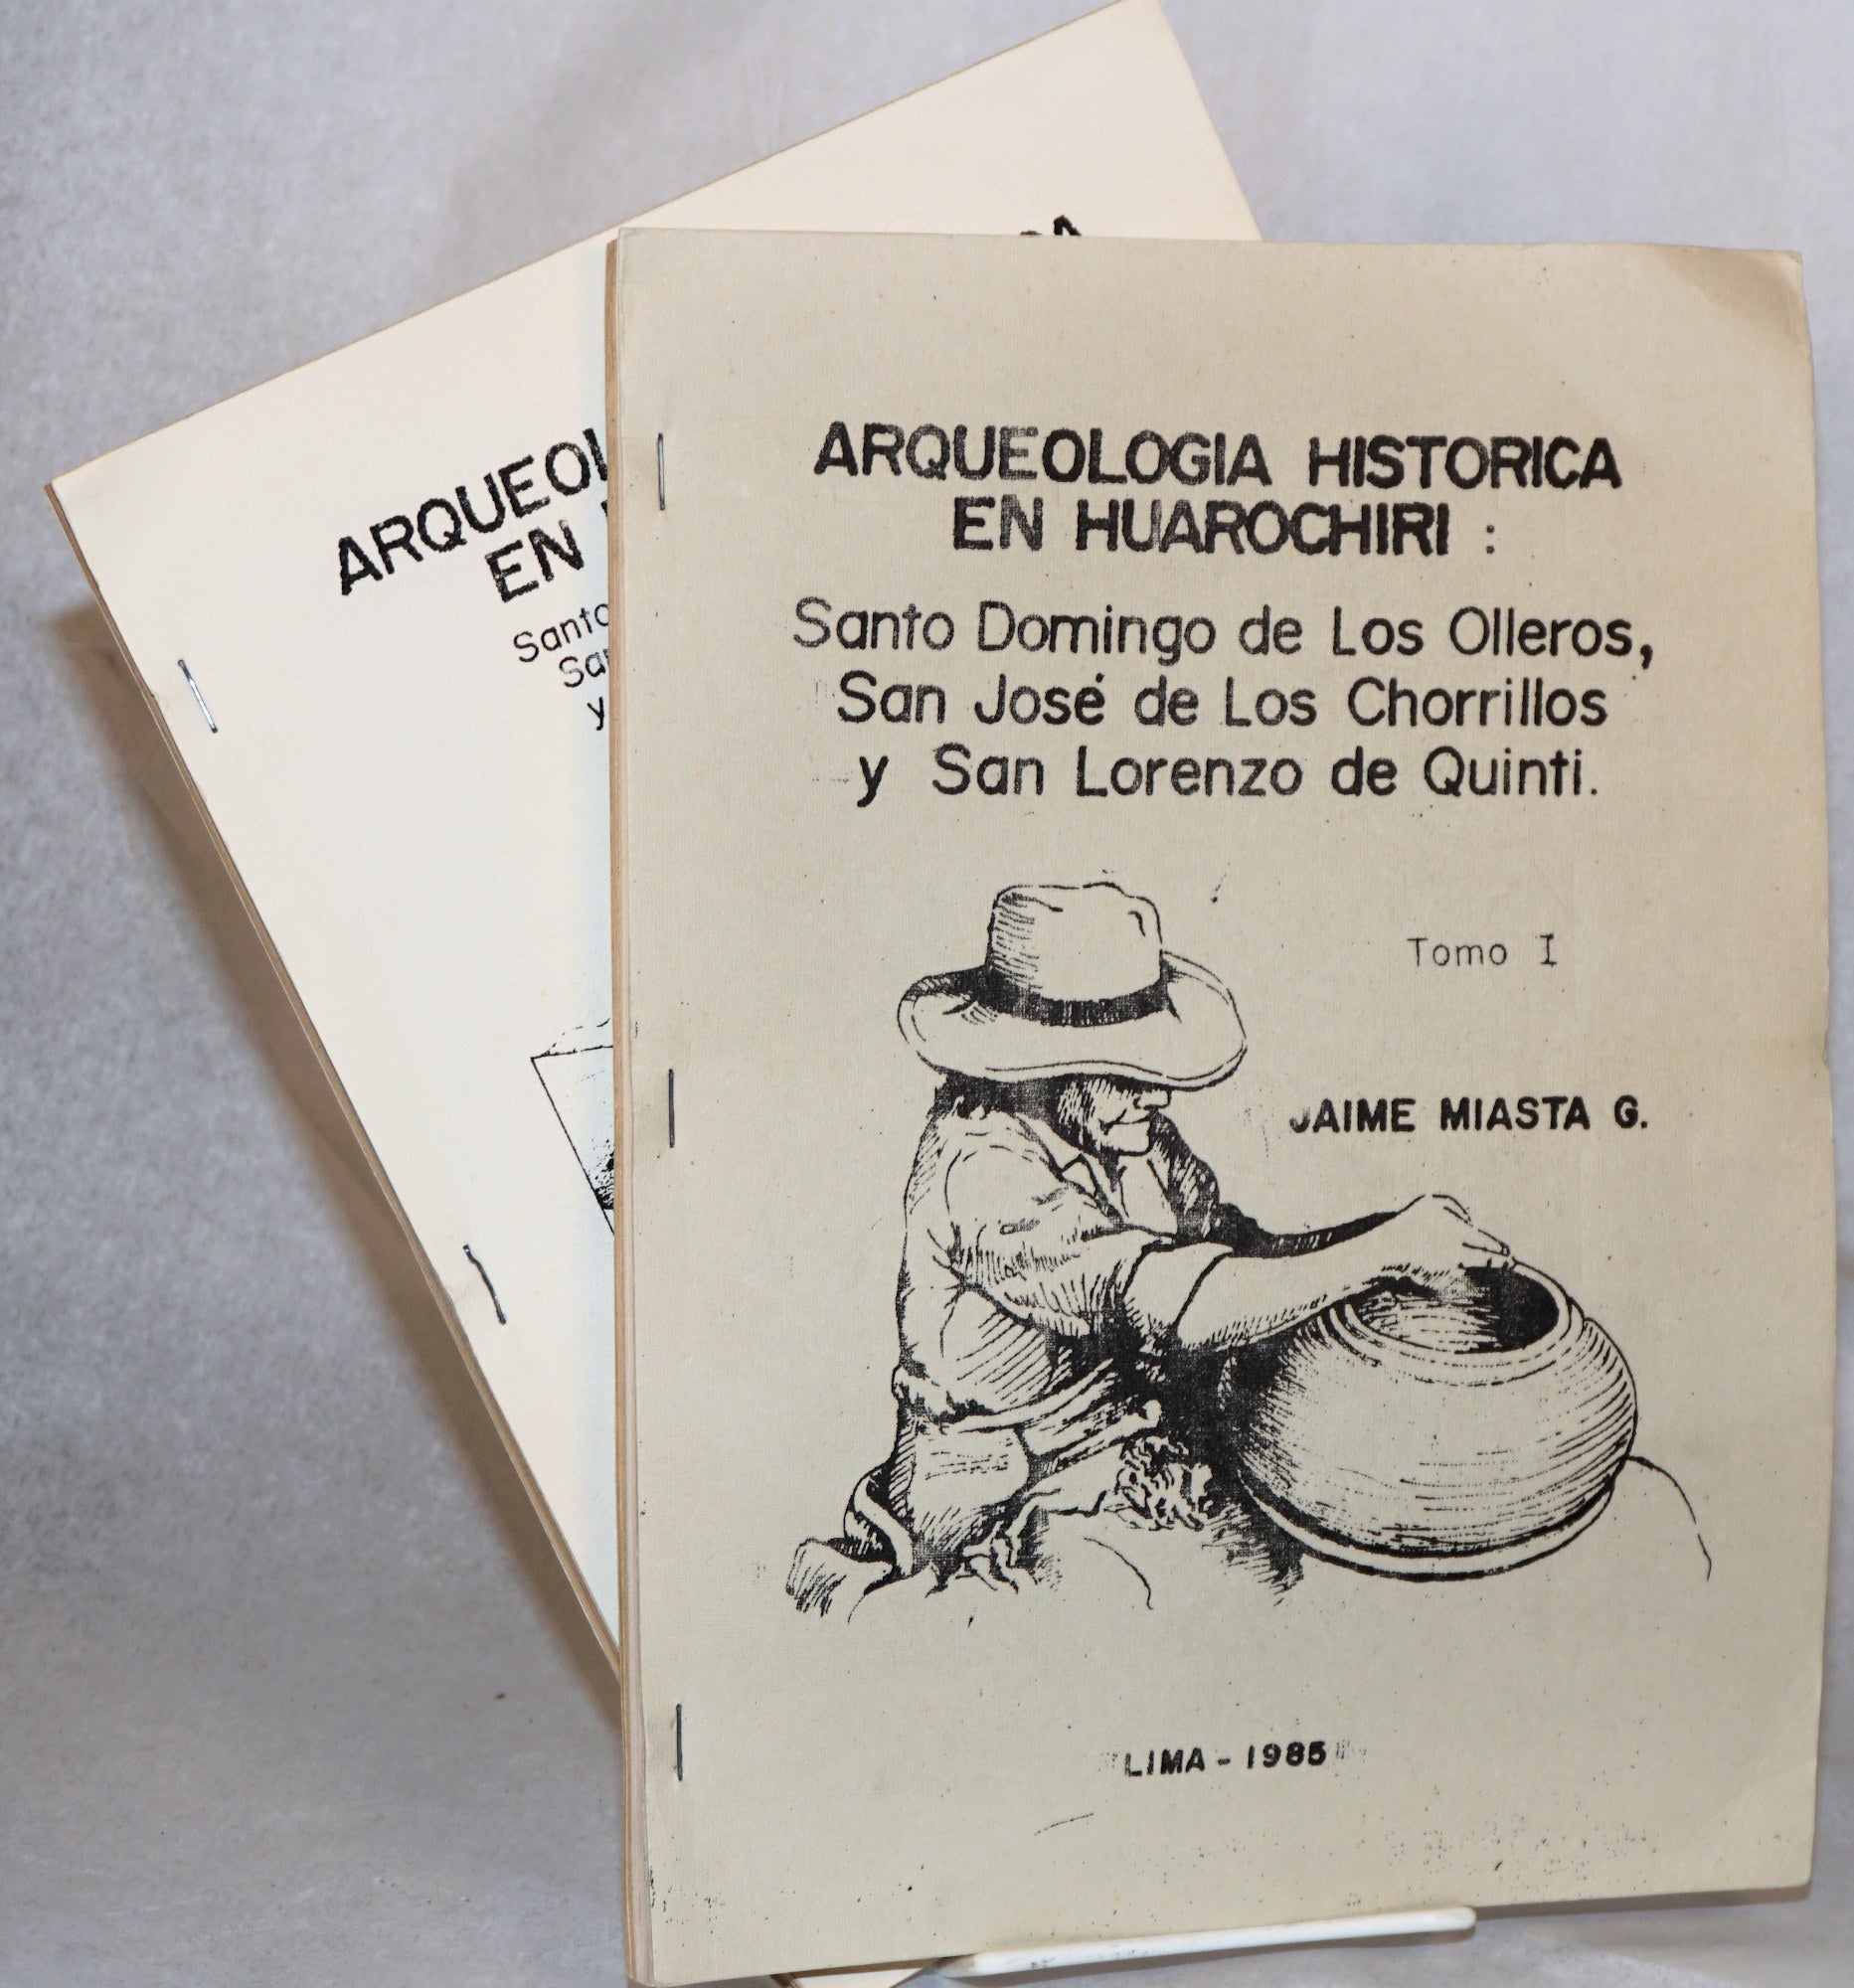 ARQUEOLOGIA HISTORICA
EN HUAROCHIRI :
Santo Domingo de Los Olleros,
San José de Los Chorrillos
y San Lorenzo de Quinti.
Tomo I
JAIME MIASTA G.
LIMA - 1985
EN
y